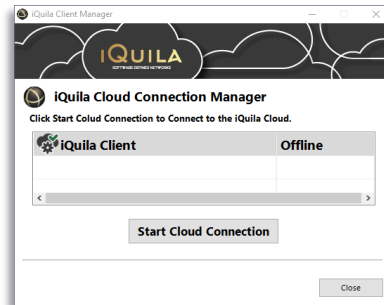 iQuila Client Manager
IQUILA
SOFTWARE DEFINED NETWORKS
iQuila Cloud Connection Manager
Click Start Colud Connection to Connect to the iQuila Cloud.
iQuila Client Offline
Start Cloud Connection
Close